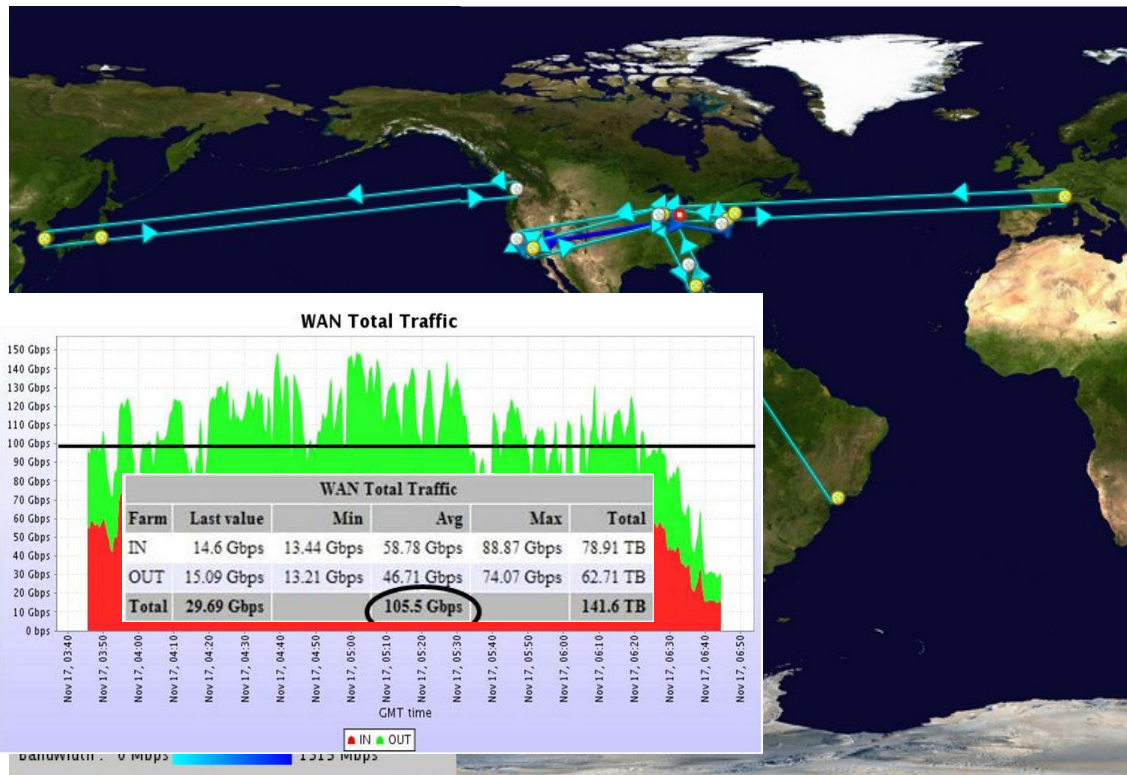 WAN Total Traffic
150 Gbps
140 Gbps
130 Gbps
120 Gbps
110 Gbps
100 Gbps
90 Gbps
80 Gbps
70 Gbps
60 Gbps
50 Gbps
40 Gbps
30 Gbps
20 Gbps
10 Gbps
0 bps
WAN Total Traffic
Farm Last value Min Avg Max Total
IN 14.6 Gbps 13.44 Gbps 58.78 Gbps 88.87 Gbps 78.91 TB
OUT 15.09 Gbps 13.21 Gbps 46.71 Gbps 74.07 Gbps 62.71 TB
Total 29.69 Gbps 105.5 Gbps 141.6 TB
Nov 17, 03:40
Nov 17, 03:50
Nov 17, 04:00
Nov 17, 04:10
Nov 17, 04:20
Nov 17, 04:30
Nov 17, 04:40
Nov 17, 04:50
Nov 17, 05:00
Nov 17, 05:10
Nov 17, 05:20
Nov 17, 05:30
Nov 17, 05:40
Nov 17, 05:50
Nov 17, 06:00
Nov 17, 06:10
Nov 17, 06:20
Nov 17, 06:30
Nov 17, 06:40
Nov 17, 06:50
GMT time
IN OUT
Bandwidth : 0 Mbps Mbps